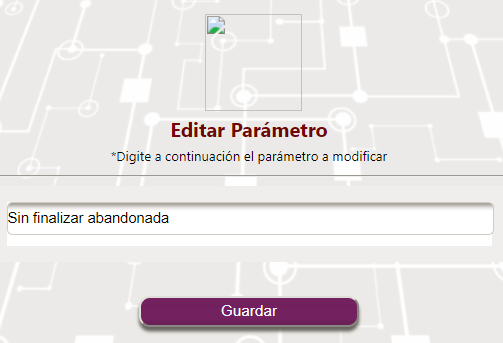 Editar Parámetro
*Digite a continuación el parámetro a modificar
Sin finalizar abandonada
Guardar